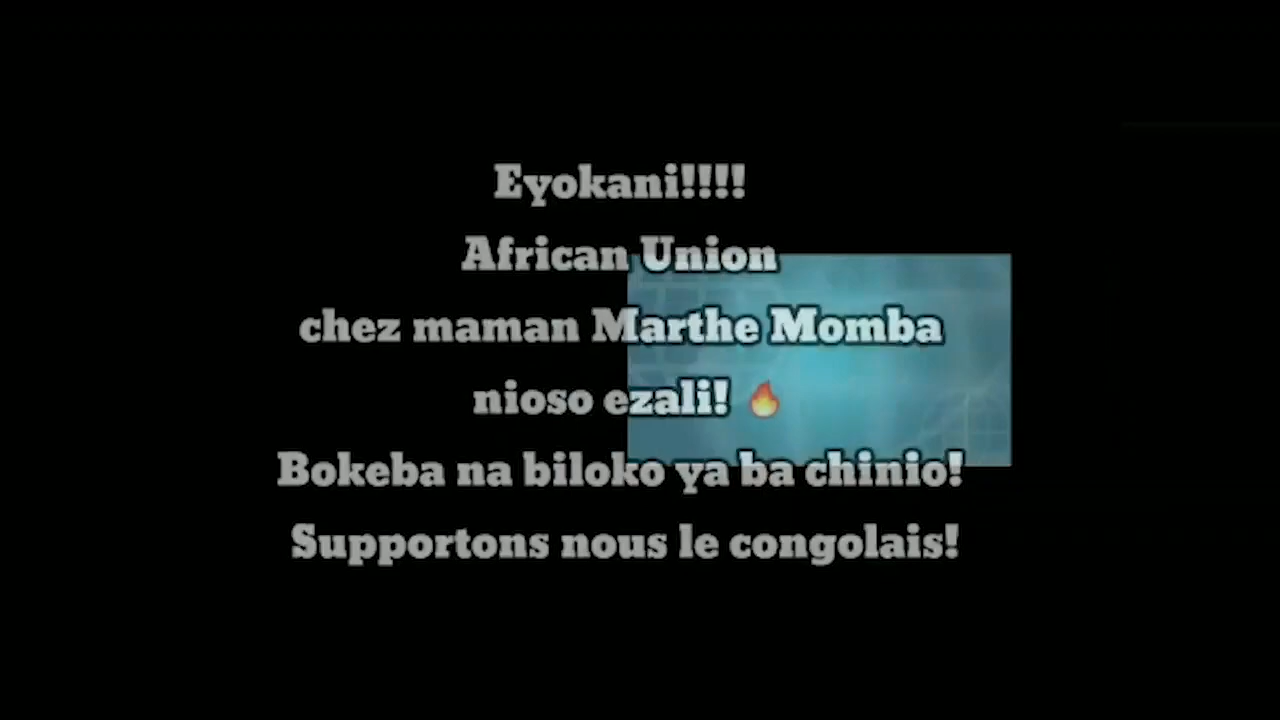 Eyokani!!!!
African Union
chez maman Marthe Momba
nioso ezali! 🔥
Bokeba na biloko ya ba chinio!
Supportons nous le congolais!